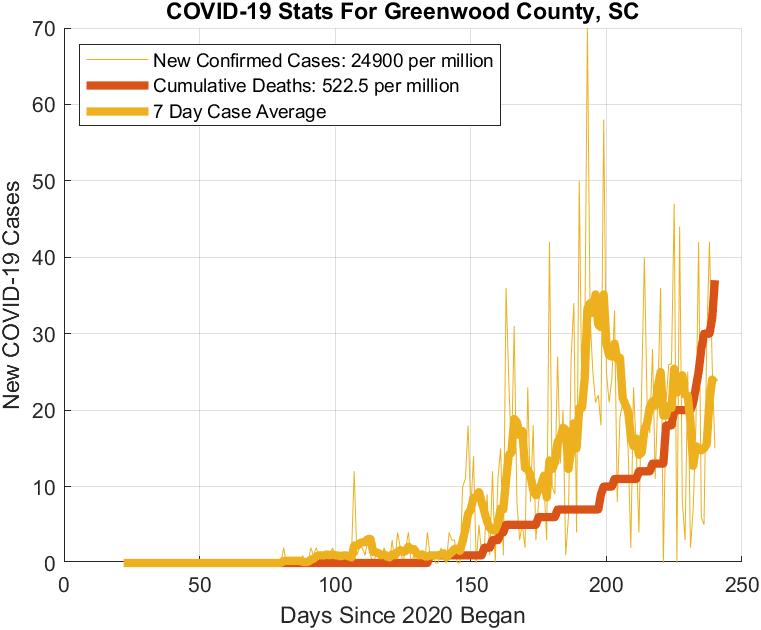 COVID-19 Stats For Greenwood County, SC
New Confirmed Cases: 24900 per million
Cumulative Deaths: 522.5 per million
7 Day Case Average
New COVID-19 Cases
70
60
50
40
30
20
10
0
0 50 100 150 200 250
Days Since 2020 Began